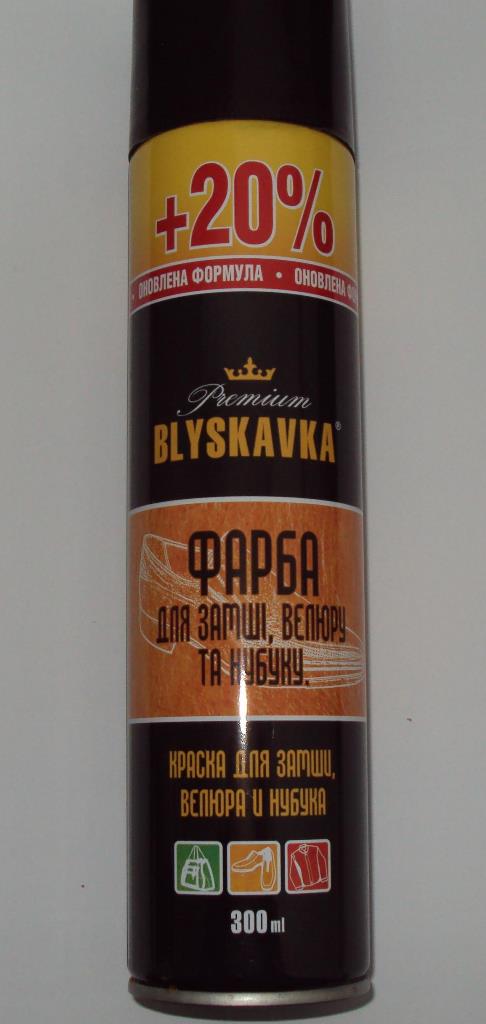 +20%
• ОНОВЛЕНА ФОРМУЛА • ОНОВЛЕНА
Premium
BLYSKAVKA®
ФАРБА
ДЛЯ ЗАМШІ, ВЕЛЮРУ
ТА НУБУКУ.
КРАСКА ДЛЯ ЗАМШИ,
ВЕЛЮРА И НУБУКА
300 ml